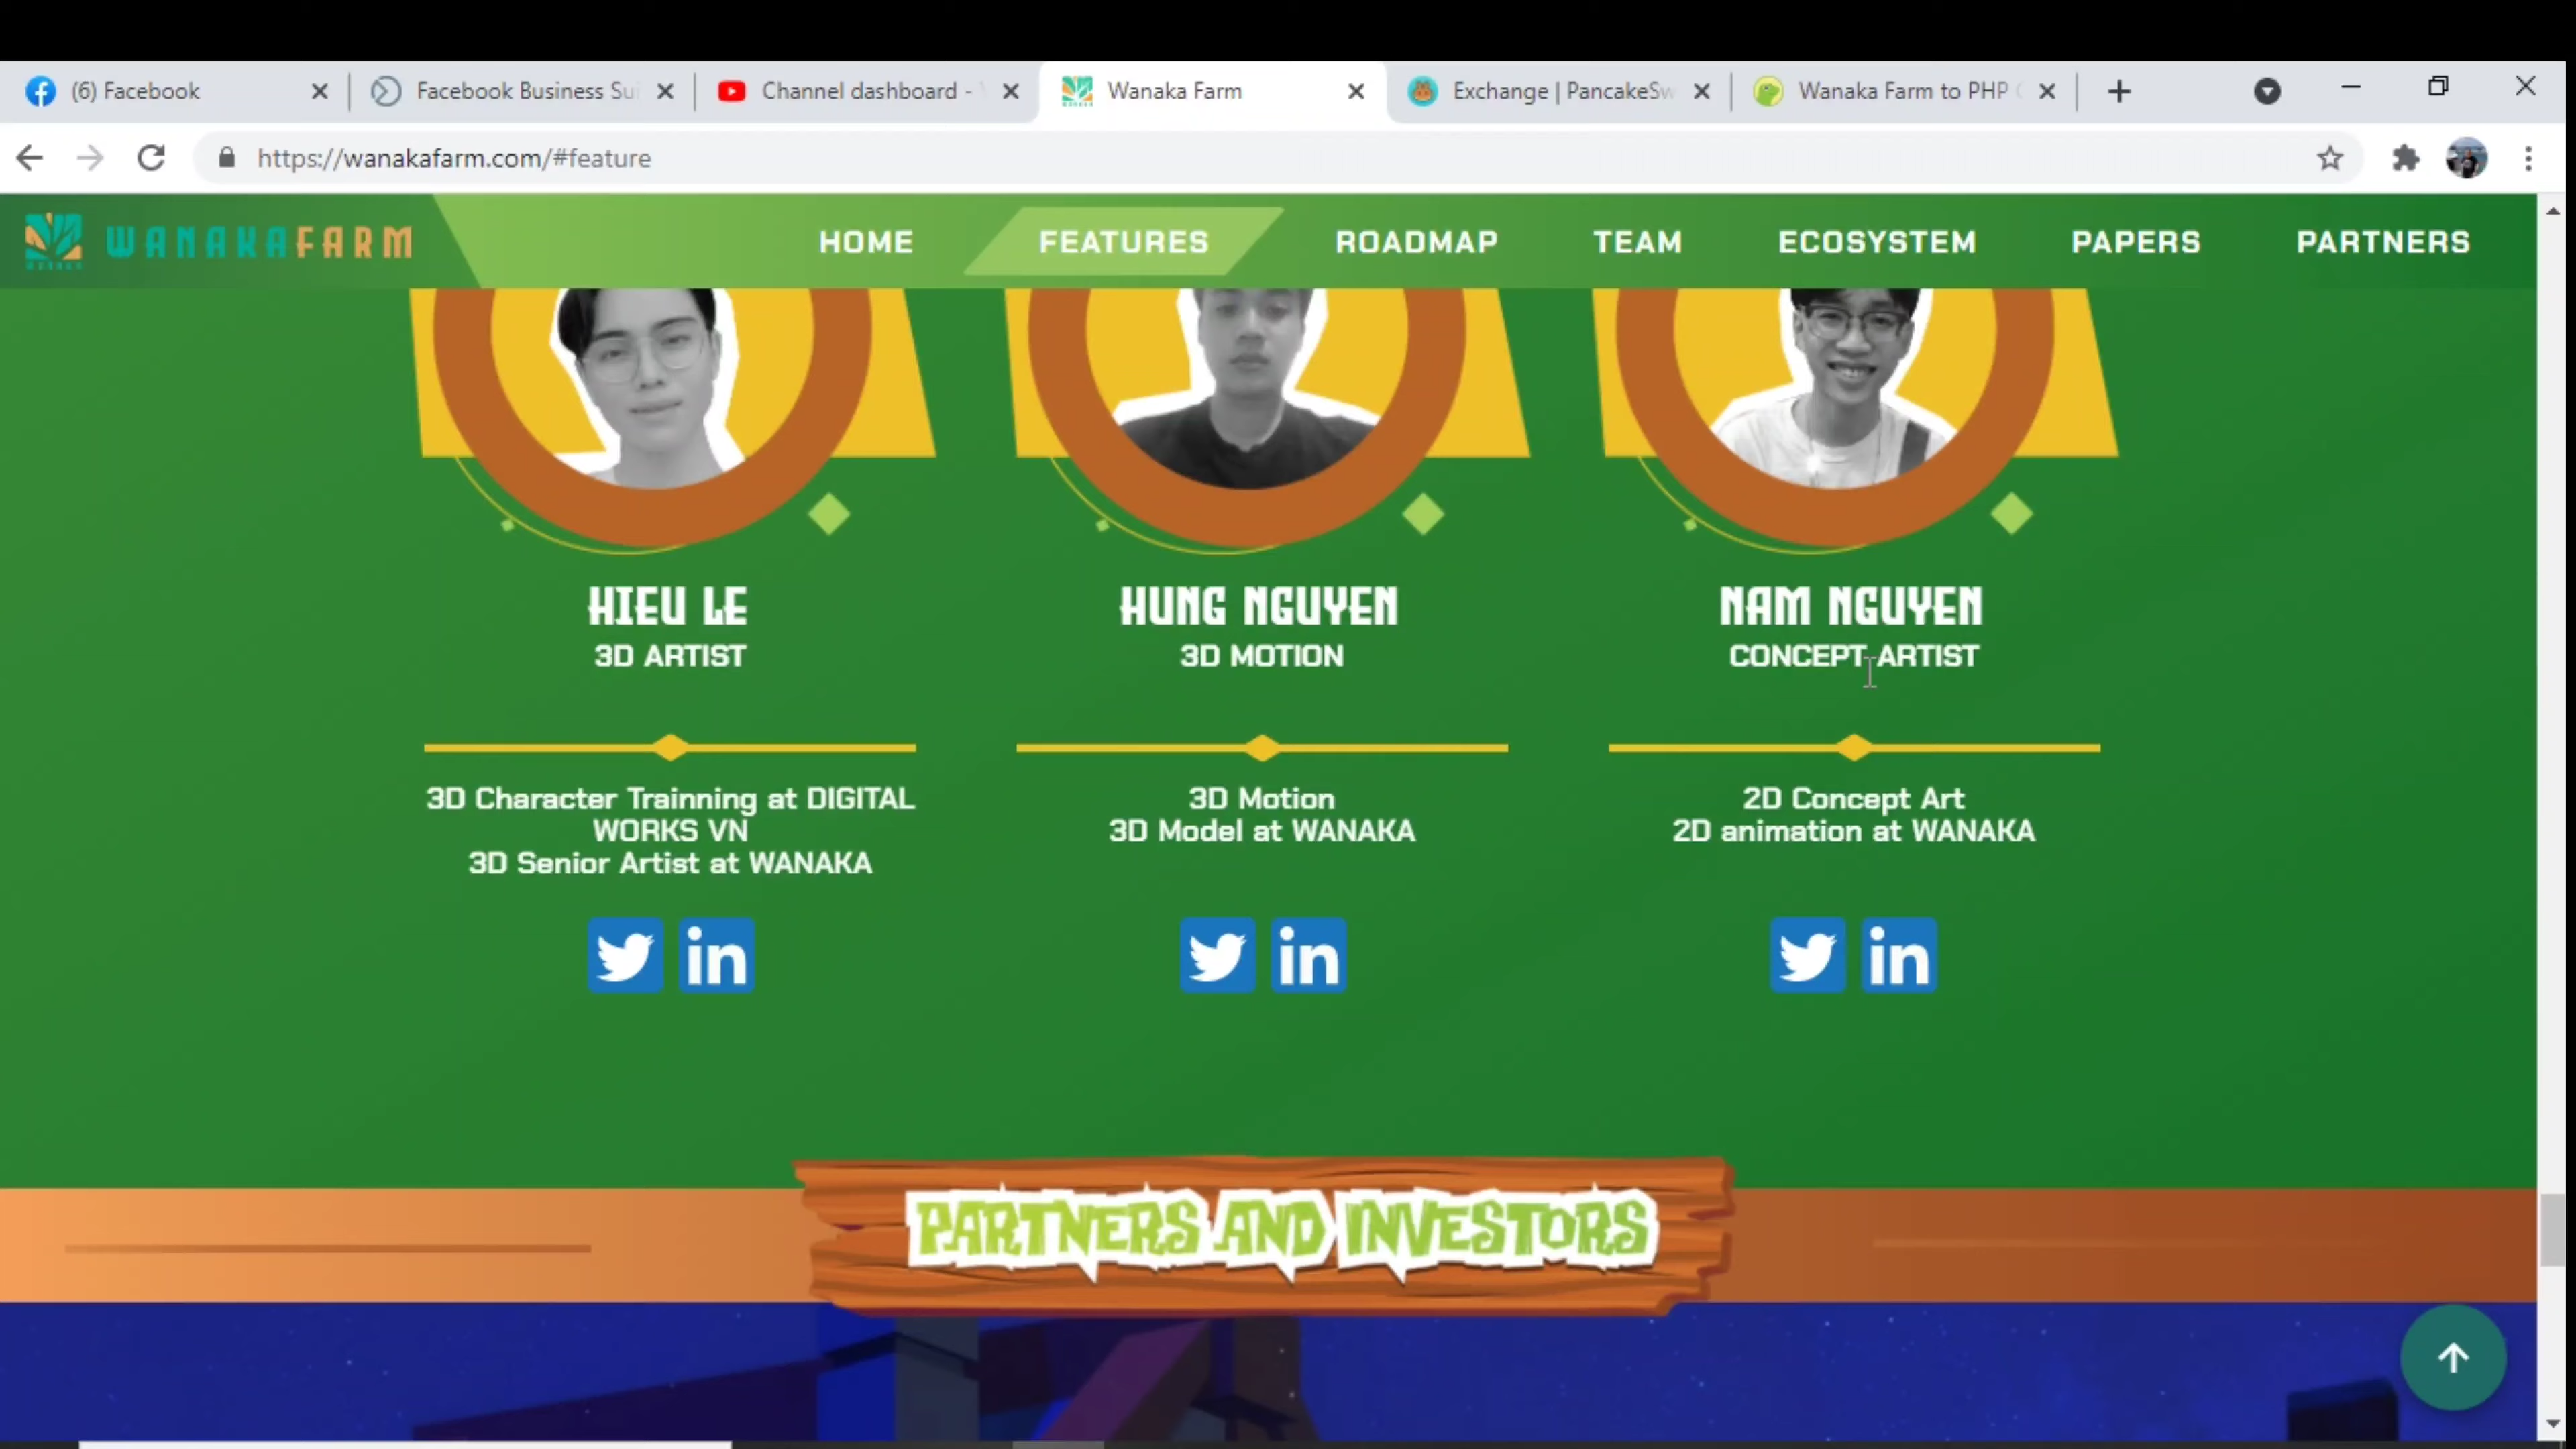 (6) Facebook
Facebook Business Sui
Channel dashboard -
Wanaka Farm
Exchange | PancakeSw
Wanaka Farm to PHP
https://wanakafarm.com/#feature
WANAKAFARM
HOME
FEATURES
ROADMAP
TEAM
ECOSYSTEM
PAPERS
PARTNERS
HIEU LE
3D ARTIST
3D Character Trainning at DIGITAL
WORKS VN
3D Senior Artist at WANAKA
in
HUNG NGUYEN
3D MOTION
3D Motion
3D Model at WANAKA
in
NAM NGUYEN
CONCEPT ARTIST
2D Concept Art
2D animation at WANAKA
in
PARTNERS AND INVESTORS